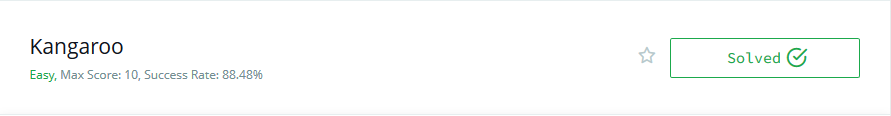 Kangaroo
Solved
Easy, Max Score: 10, Success Rate: 88.48%